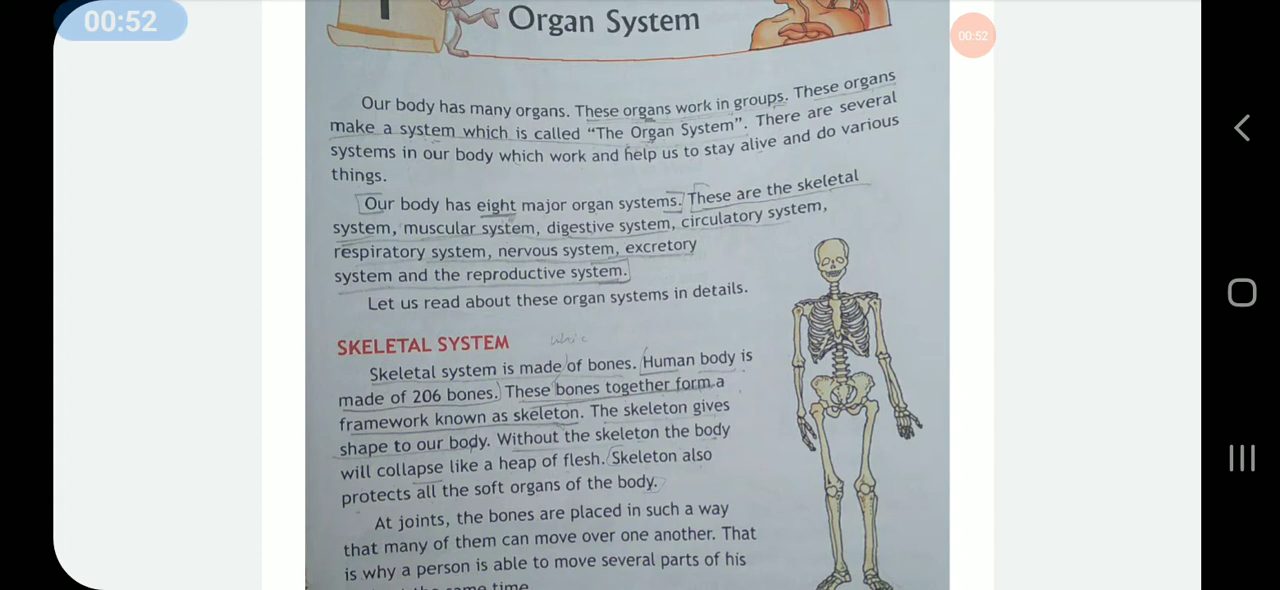 00:52
00:52
Organ System
Our body has many organs. These organs work in groups. These organs
make a system which is called “The Organ System”. There are several
systems in our body which work and help us to stay alive and do various
things.
Our body has eight major organ systems. These are the skeletal
system, muscular system, digestive system, circulatory system,
respiratory system, nervous system, excretory
system and the reproductive system.
Let us read about these organ systems in details.
SKELETAL SYSTEM
Skeletal system is made of bones. Human body is
made of 206 bones. These bones together form a
framework known as skeleton. The skeleton gives
shape to our body. Without the skeleton the body
will collapse like a heap of flesh. Skeleton also
protects all the soft organs of the body.
At joints, the bones are placed in such a way
that many of them can move over one another. That
is why a person is able to move several parts of his
same time